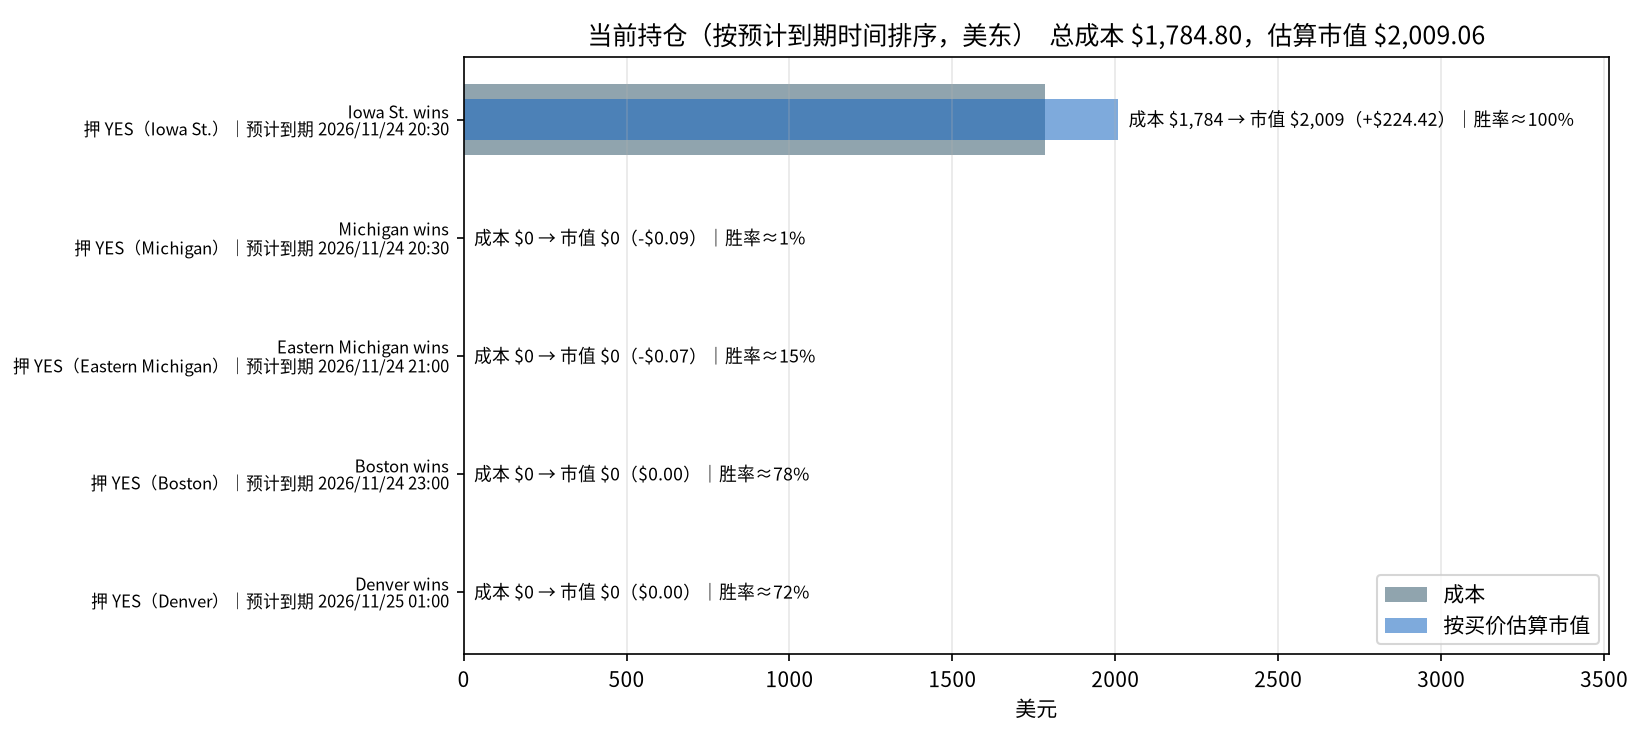 当前持仓（按预计到期时间排序，美东） 总成本 $1,784.80，估算市值 $2,009.06
Iowa St. wins
押 YES（Iowa St.）｜预计到期 2026/11/24 20:30
成本 $1,784 → 市值 $2,009（+$224.42）｜胜率≈100%
Michigan wins
押 YES（Michigan）｜预计到期 2026/11/24 20:30
成本 $0 → 市值 $0（-$0.09）｜胜率≈1%
Eastern Michigan wins
押 YES（Eastern Michigan）｜预计到期 2026/11/24 21:00
成本 $0 → 市值 $0（-$0.07）｜胜率≈15%
Boston wins
押 YES（Boston）｜预计到期 2026/11/24 23:00
成本 $0 → 市值 $0（$0.00）｜胜率≈78%
Denver wins
押 YES（Denver）｜预计到期 2026/11/25 01:00
成本 $0 → 市值 $0（$0.00）｜胜率≈72%
成本
按买价估算市值
0 500 1000 1500 2000 2500 3000 3500
美元